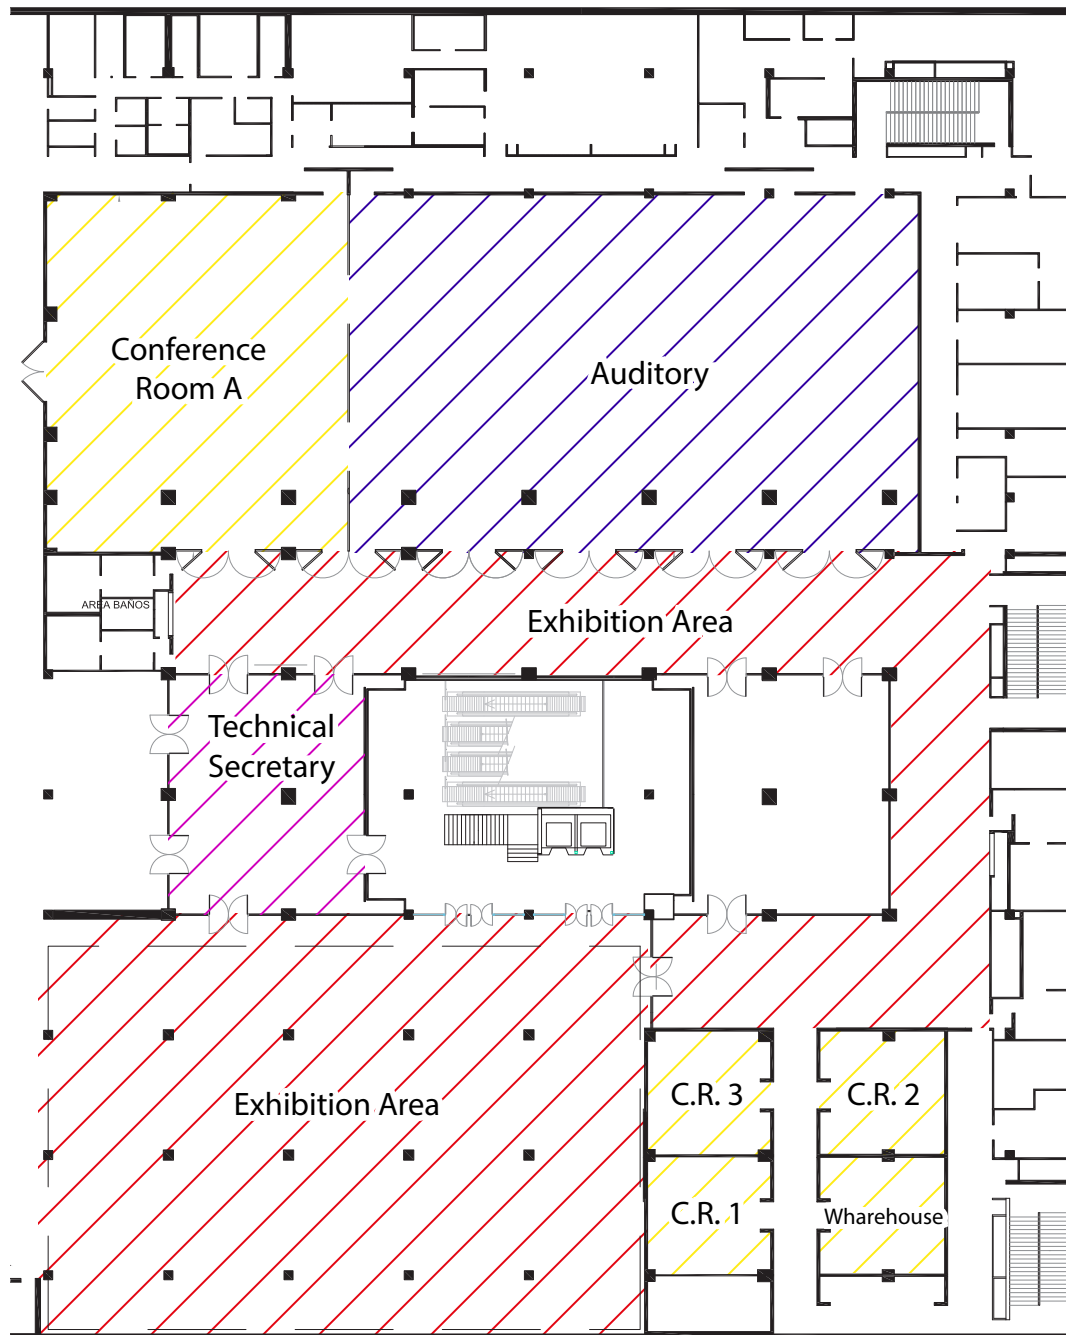 Conference
Room A
Auditory
AREA BAÑOS
Exhibition Area
Technical
Secretary
Exhibition Area
C.R. 3
C.R. 2
C.R. 1
Wharehouse